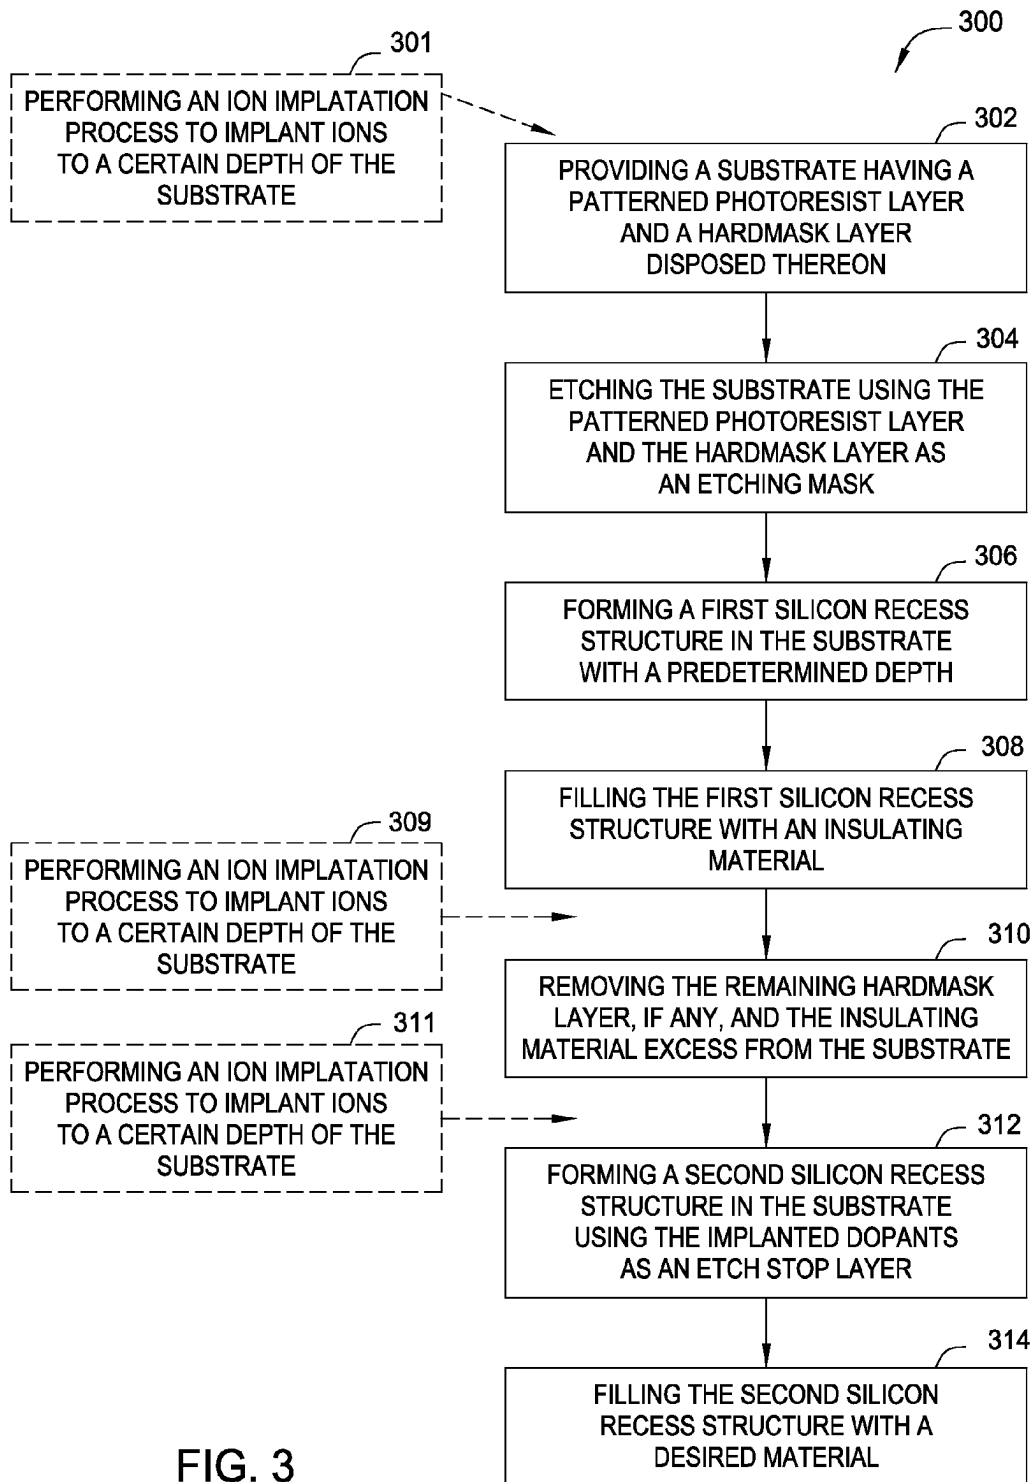 300
301
PERFORMING AN ION IMPLATATION
PROCESS TO IMPLANT IONS
TO A CERTAIN DEPTH OF THE
SUBSTRATE
302
PROVIDING A SUBSTRATE HAVING A
PATTERNED PHOTORESIST LAYER
AND A HARDMASK LAYER
DISPOSED THEREON
304
ETCHING THE SUBSTRATE USING THE
PATTERNED PHOTORESIST LAYER
AND THE HARDMASK LAYER AS
AN ETCHING MASK
306
FORMING A FIRST SILICON RECESS
STRUCTURE IN THE SUBSTRATE
WITH A PREDETERMINED DEPTH
308
FILLING THE FIRST SILICON RECESS
STRUCTURE WITH AN INSULATING
MATERIAL
309
PERFORMING AN ION IMPLATATION
PROCESS TO IMPLANT IONS
TO A CERTAIN DEPTH OF THE
SUBSTRATE
310
REMOVING THE REMAINING HARDMASK
LAYER, IF ANY, AND THE INSULATING
MATERIAL EXCESS FROM THE SUBSTRATE
311
PERFORMING AN ION IMPLATATION
PROCESS TO IMPLANT IONS
TO A CERTAIN DEPTH OF THE
SUBSTRATE
312
FORMING A SECOND SILICON RECESS
STRUCTURE IN THE SUBSTRATE
USING THE IMPLANTED DOPANTS
AS AN ETCH STOP LAYER
314
FILLING THE SECOND SILICON
RECESS STRUCTURE WITH A
DESIRED MATERIAL
FIG. 3